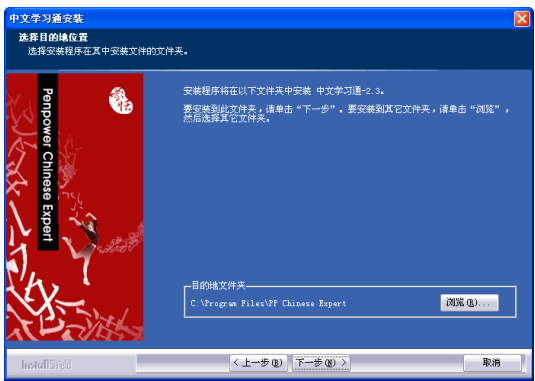 中文学习通安装
选择目的地位置
选择安装程序在其中安装文件的文件夹。
Penpower Chinese Expert
安装程序将在以下文件夹中安装 中文学习通-2.3。
要安装到此文件夹，请单击“下一步”。要安装到其它文件夹，请单击“浏览”，
然后选择其它文件夹。
目的地文件夹
C:\Program Files\PP Chinese Expert
浏览(R)...
InstallShield
< 上一步(B)
下一步(N) >
取消